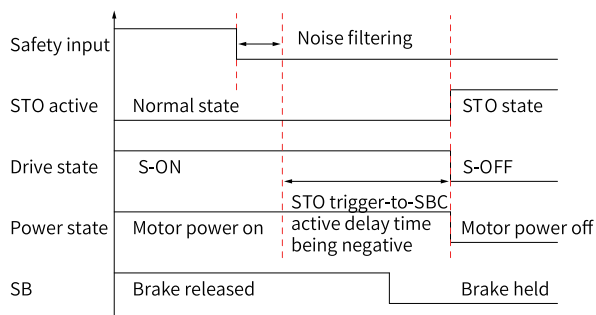 Safety input
Noise filtering
STO active
Normal state
STO state
Drive state
S-ON
S-OFF
STO trigger-to-SBC
active delay time
being negative
Power state
Motor power on
Motor power off
SB
Brake released
Brake held